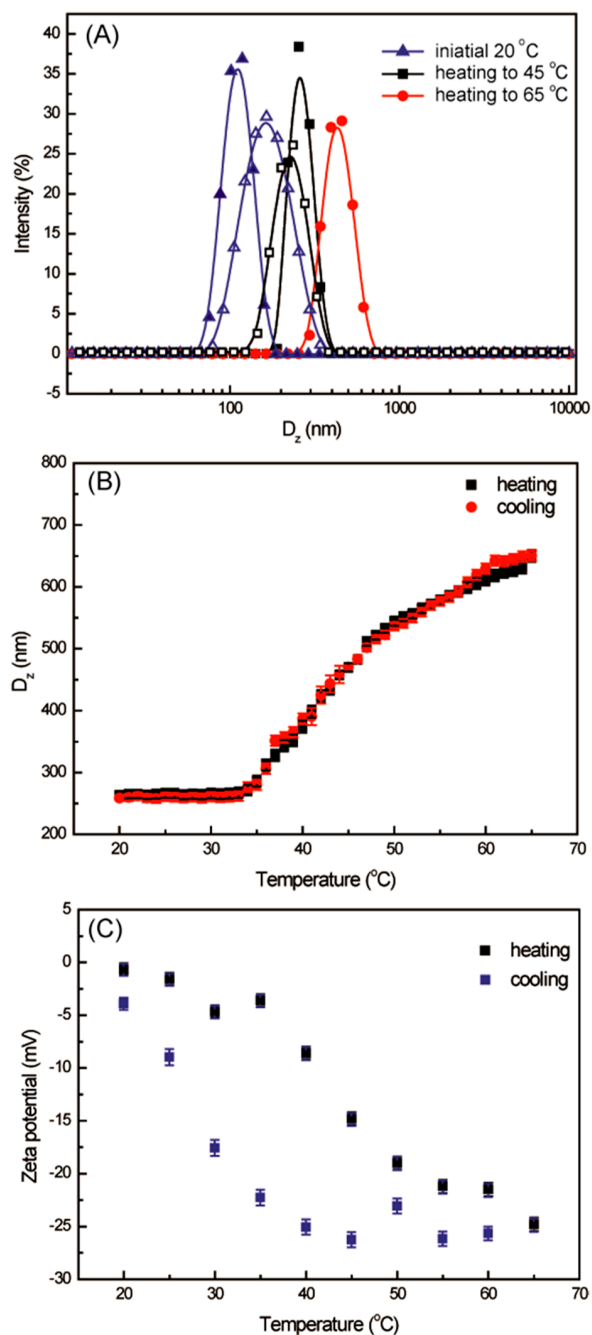 (A)
iniatial 20 °C
heating to 45 °C
heating to 65 °C
Intensity (%)
40
35
30
25
20
15
10
5
0
-5
100
1000
10000
D_z (nm)
(B)
heating
cooling
D_z (nm)
800
700
600
500
400
300
200
20
30
40
50
60
70
Temperature (°C)
(C)
heating
cooling
Zeta potential (mV)
5
0
-5
-10
-15
-20
-25
-30
20
30
40
50
60
70
Temperature (°C)